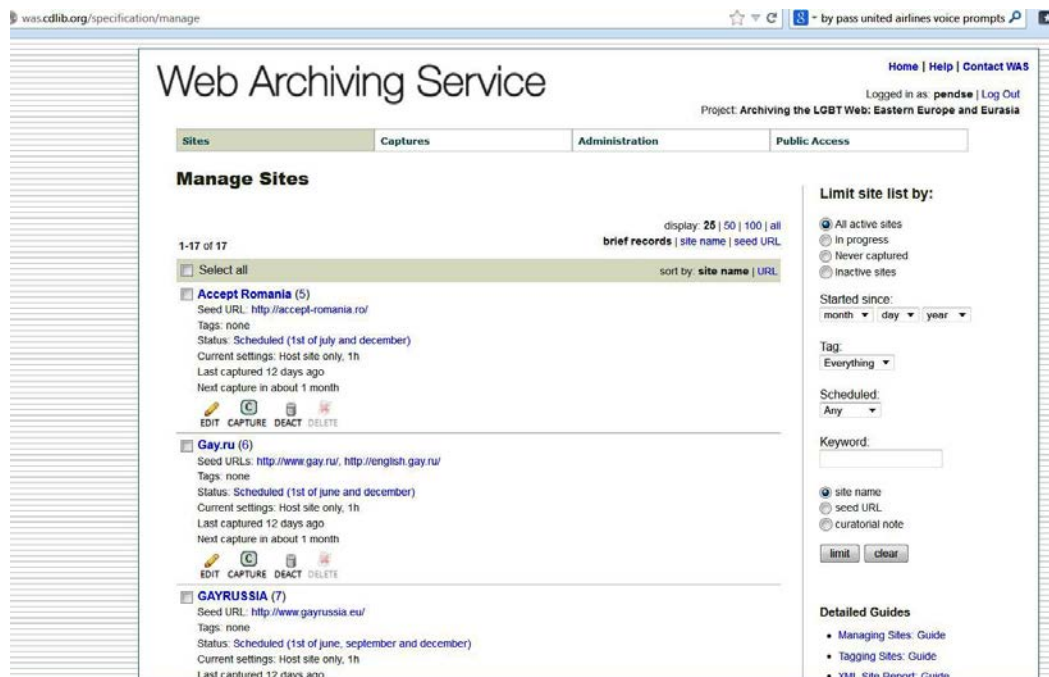 was.cdlib.org/specification/manage
by pass united airlines voice prompts
Web Archiving Service
Home | Help | Contact WAS
Logged in as: pendse | Log Out
Project: Archiving the LGBT Web: Eastern Europe and Eurasia
Sites Captures Administration Public Access
Manage Sites
display: 25 | 50 | 100 | all
1-17 of 17
brief records | site name | seed URL
Select all
sort by: site name | URL
Accept Romania (5)
Seed URL: http://accept-romania.ro/
Tags: none
Status: Scheduled (1st of july and december)
Current settings: Host site only, 1h
Last captured 12 days ago
Next capture in about 1 month
EDIT CAPTURE DEACT DELETE
Gay.ru (6)
Seed URLs: http://www.gay.ru/, http://english.gay.ru/
Tags: none
Status: Scheduled (1st of june and december)
Current settings: Host site only, 1h
Last captured 12 days ago
Next capture in about 1 month
EDIT CAPTURE DEACT DELETE
GAYRUSSIA (7)
Seed URL: http://www.gayrussia.eu/
Tags: none
Status: Scheduled (1st of june, september and december)
Current settings: Host site only, 1h
Last captured 12 days ago
Limit site list by:
All active sites
In progress
Never captured
Inactive sites
Started since:
month day year
Tag:
Everything
Scheduled:
Any
Keyword:
site name
seed URL
curatorial note
limit clear
Detailed Guides
Managing Sites: Guide
Tagging Sites: Guide
XML Site Report: Guide